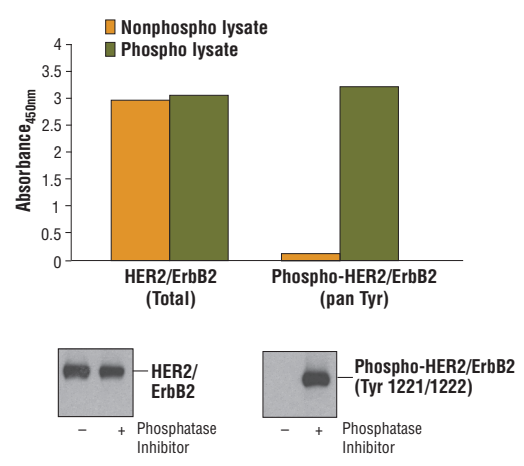 Nonphospho lysate
Phospho lysate
Absorbance450nm
4
3.5
3
2.5
2
1.5
1
0.5
0
HER2/ErbB2
(Total)
Phospho-HER2/ErbB2
(pan Tyr)
HER2/
ErbB2
– + Phosphatase
Inhibitor
Phospho-HER2/ErbB2
(Tyr 1221/1222)
– + Phosphatase
Inhibitor